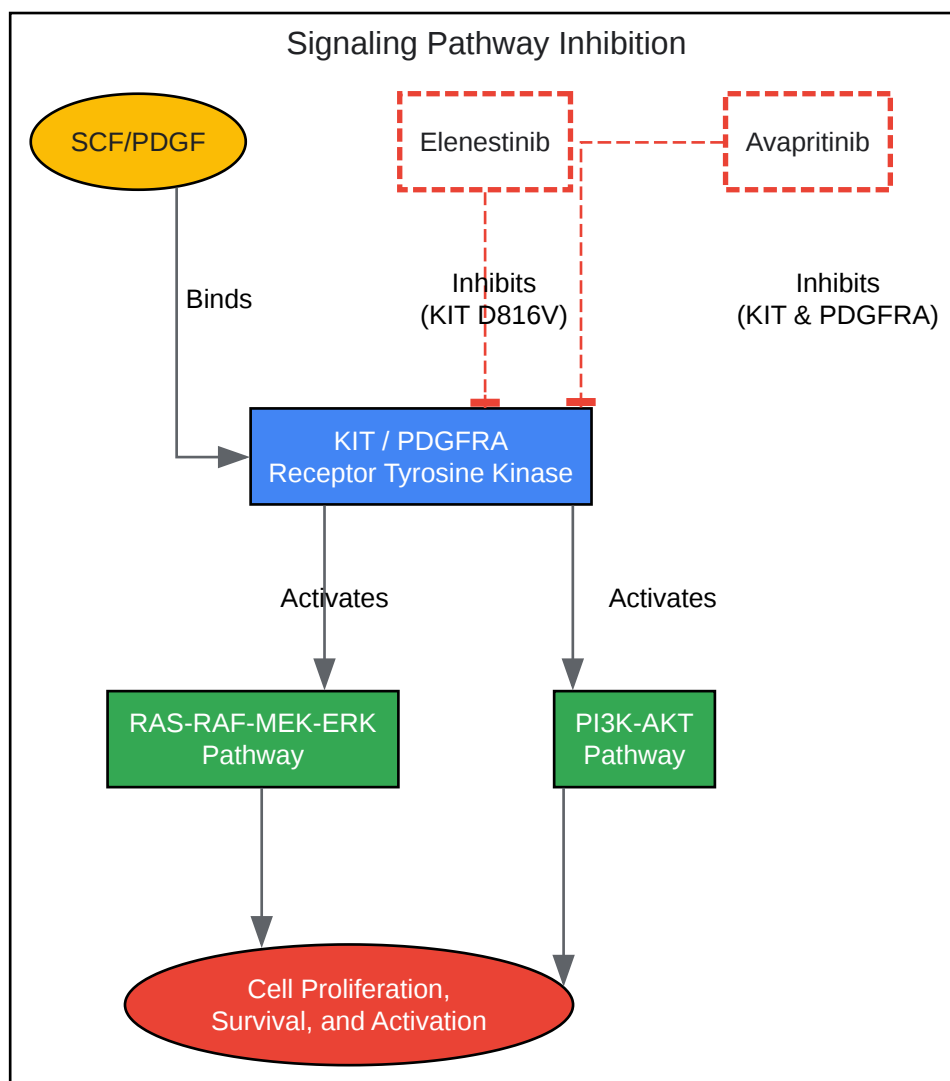 Signaling Pathway Inhibition
SCF/PDGF
Elenestinib
Avapritinib
Binds
Inhibits
(KIT D816V)
Inhibits
(KIT & PDGFRA)
KIT / PDGFRA
Receptor Tyrosine Kinase
Activates
Activates
RAS-RAF-MEK-ERK
Pathway
PI3K-AKT
Pathway
Cell Proliferation,
Survival, and Activation